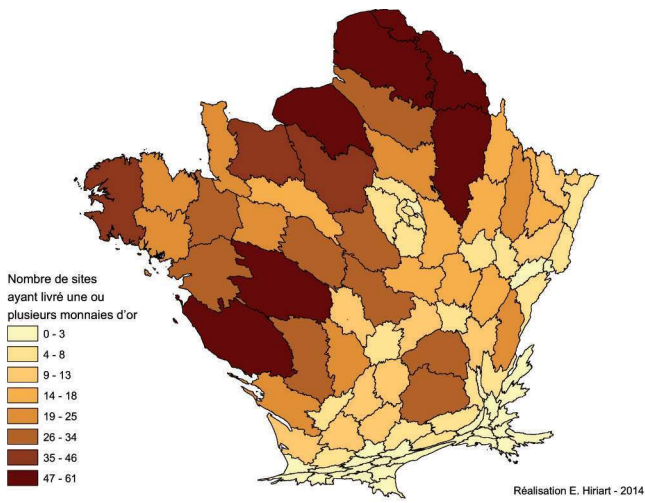 Nombre de sites
ayant livré une ou
plusieurs monnaies d'or
0 - 3
4 - 8
9 - 13
14 - 18
19 - 25
26 - 34
35 - 46
47 - 61
Réalisation E. Hiriart - 2014